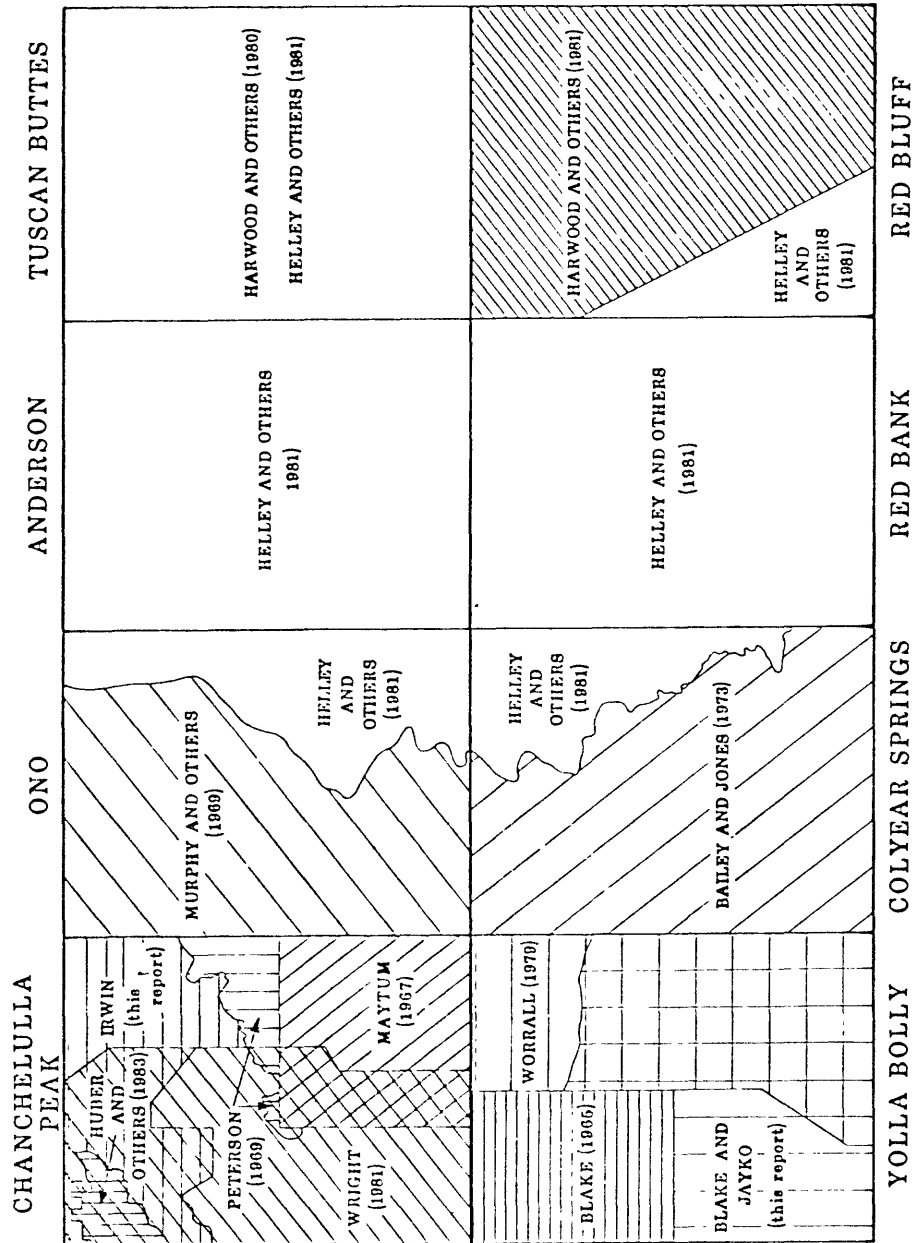 CHANCHELULLA
PEAK
ONO
ANDERSON
TUSCAN BUTTES
HUBER
AND
OTHERS (1983)
IRWIN
(this report)
PETERSON
(1969)
WRIGHT
(1981)
MAYTUM
(1967)
MURPHY AND OTHERS
(1969)
HELLEY
AND
OTHERS
(1981)
HELLEY AND OTHERS
1981)
HARWOOD AND OTHERS (1980)
HELLEY AND OTHERS (1981)
BLAKE (1965)
WORRALL (1979)
BLAKE AND
JAYKO
(this report)
HELLEY
AND
OTHERS
(1981)
BAILEY AND JONES (1973)
HELLEY AND OTHERS
(1981)
HARWOOD AND OTHERS (1981)
HELLEY
AND
OTHERS
(1981)
YOLLA BOLLY
COLYEAR SPRINGS
RED BANK
RED BLUFF